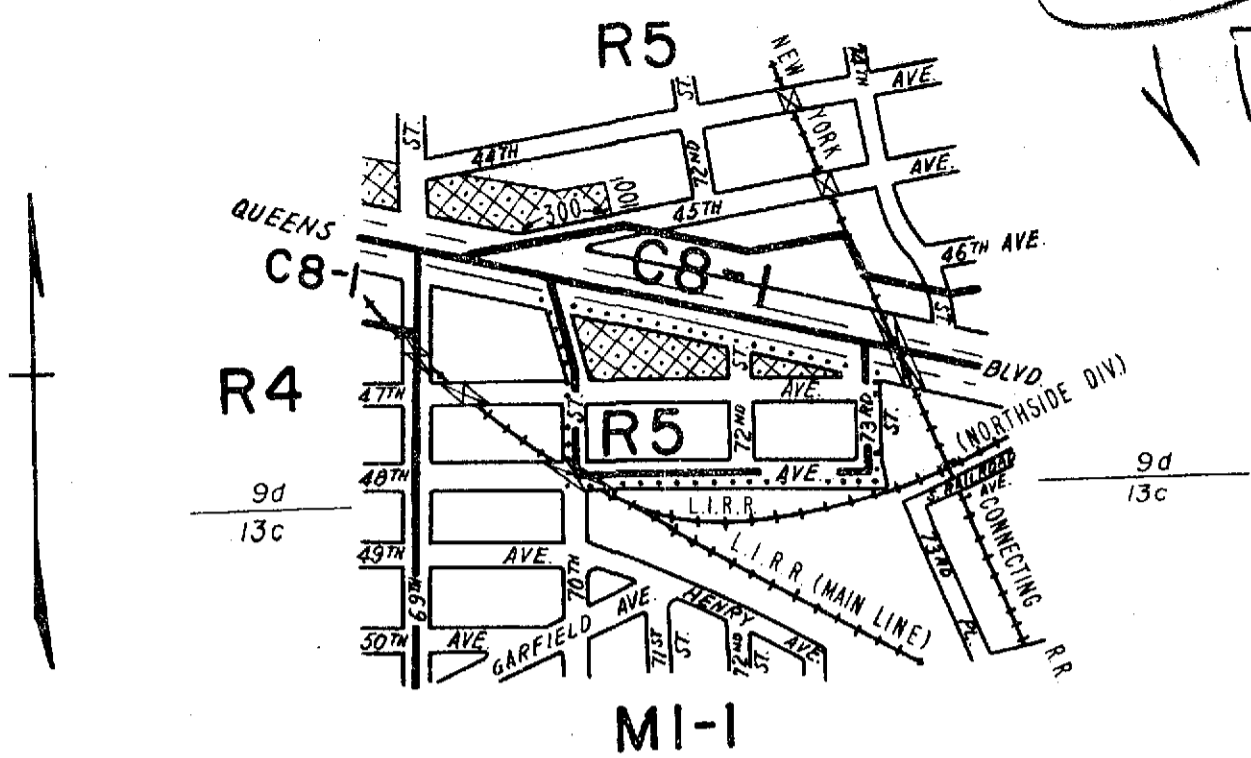 R5
NEW YORK
74TH
AVE.
ST.
ST.
44TH
72ND
AVE.
300
100
45TH
QUEENS
46TH AVE.
C8-1
C8-1
ST.
BLVD.
R4
47TH
ST.
AVE.
(NORTHSIDE DIV)
ST.
R5
72ND
73RD
ST.
48TH
AVE.
9d
13c
L.I.R.R.
S. RAILROAD
AVE.
9d
13c
49TH
AVE.
70TH
L.I.R.R. (MAIN LINE)
CONNECTING
R.R
69TH
HENRY
AVE.
50TH
AVE.
GARFIELD
AVE.
71ST
ST.
72ND
ST.
PL.
M1-1